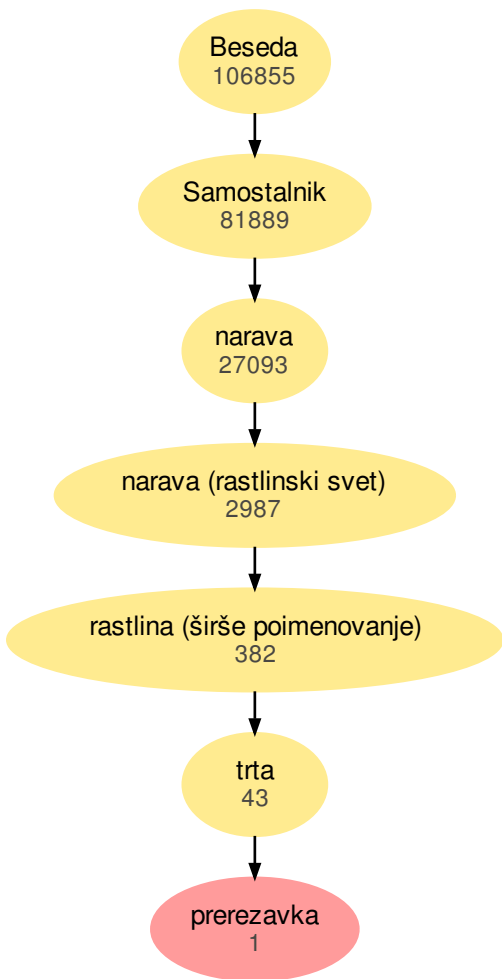 Beseda
106855
Samostalnik
81889
narava
27093
narava (rastlinski svet)
2987
rastlina (širše poimenovanje)
382
trta
43
prerezavka
1